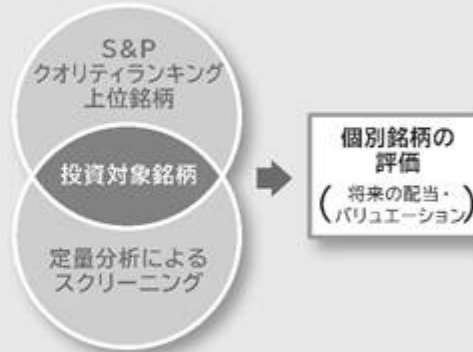 S&P
クオリティランキング
上位銘柄
投資対象銘柄
定量分析による
スクリーニング
個別銘柄の
評価
(将来の配当・
バリュエーション)